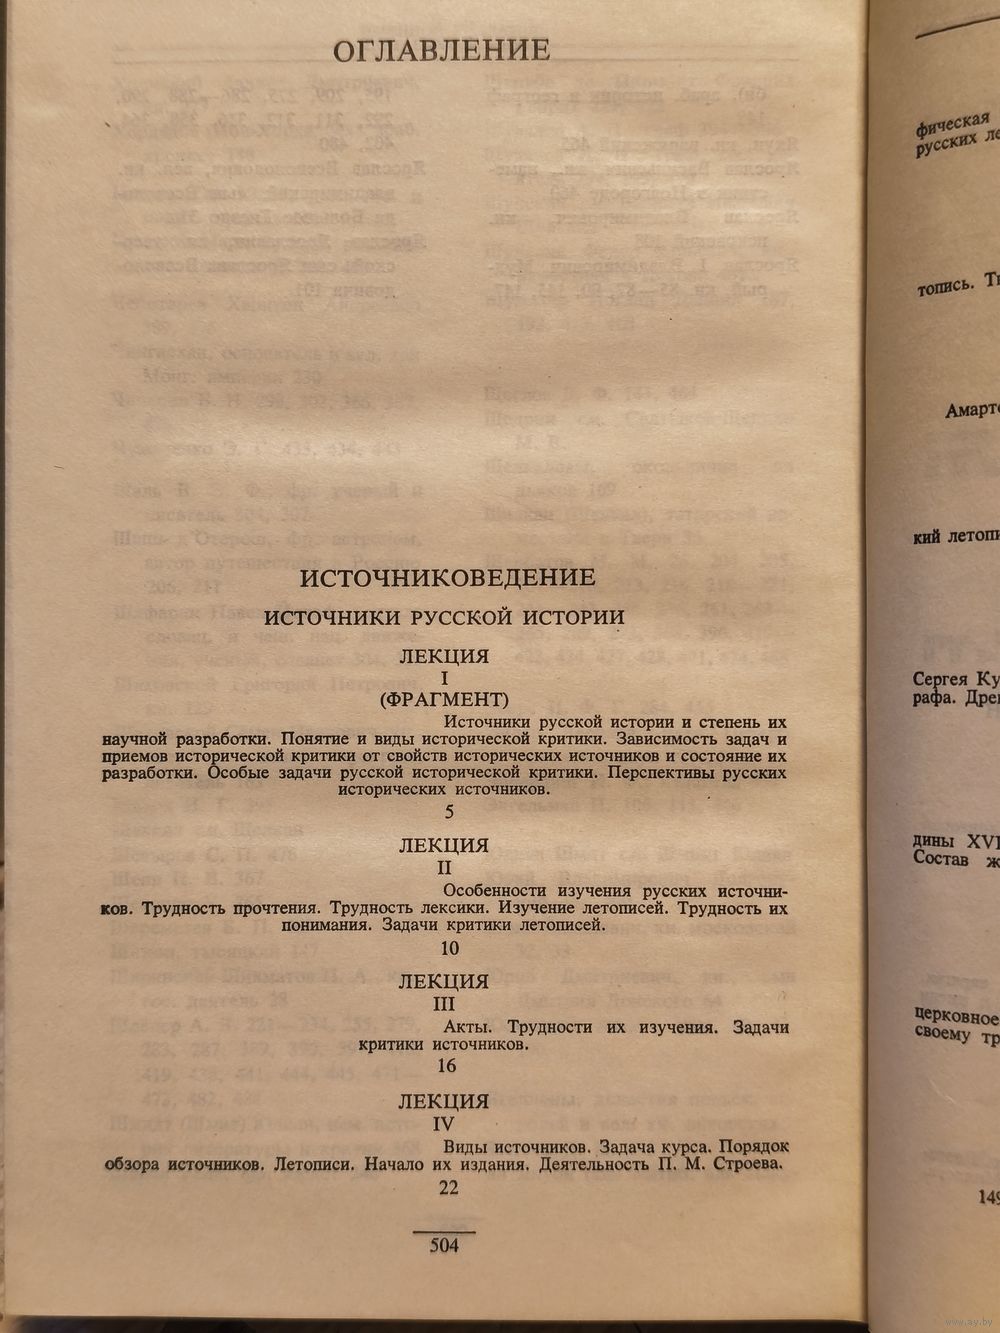 ОГЛАВЛЕНИЕ
ИСТОЧНИКОВЕДЕНИЕ
ИСТОЧНИКИ РУССКОЙ ИСТОРИИ
ЛЕКЦИЯ
I
(ФРАГМЕНТ)
Источники русской истории и степень их
научной разработки. Понятие и виды исторической критики. Зависимость задач и
приемов исторической критики от свойств исторических источников и состояние их
разработки. Особые задачи русской исторической критики. Перспективы русских
исторических источников.
5
ЛЕКЦИЯ
II
Особенности изучения русских источни-
ков. Трудность прочтения. Трудность лексики. Изучение летописей. Трудность их
понимания. Задачи критики летописей.
10
ЛЕКЦИЯ
III
Акты. Трудности их изучения. Задачи
критики источников.
16
ЛЕКЦИЯ
IV
Виды источников. Задача курса. Порядок
обзора источников. Летописи. Начало их издания. Деятельность П. М. Строева.
22
504
фическая
русских ле
топись. Ти
Амарто
кий летопи
Сергея Ку
рафа. Дре
дины XVI
Состав ж
церковное
своему тр
149
www.ay.by